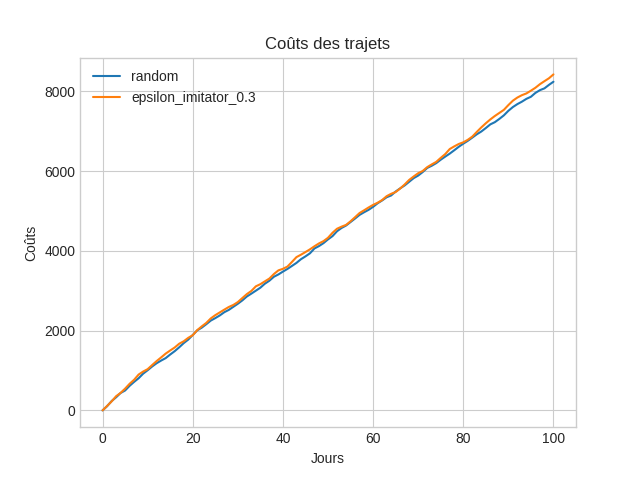 Coûts des trajets
random
epsilon_imitator_0.3
8000
6000
4000
2000
0
Coûts
0 20 40 60 80 100
Jours